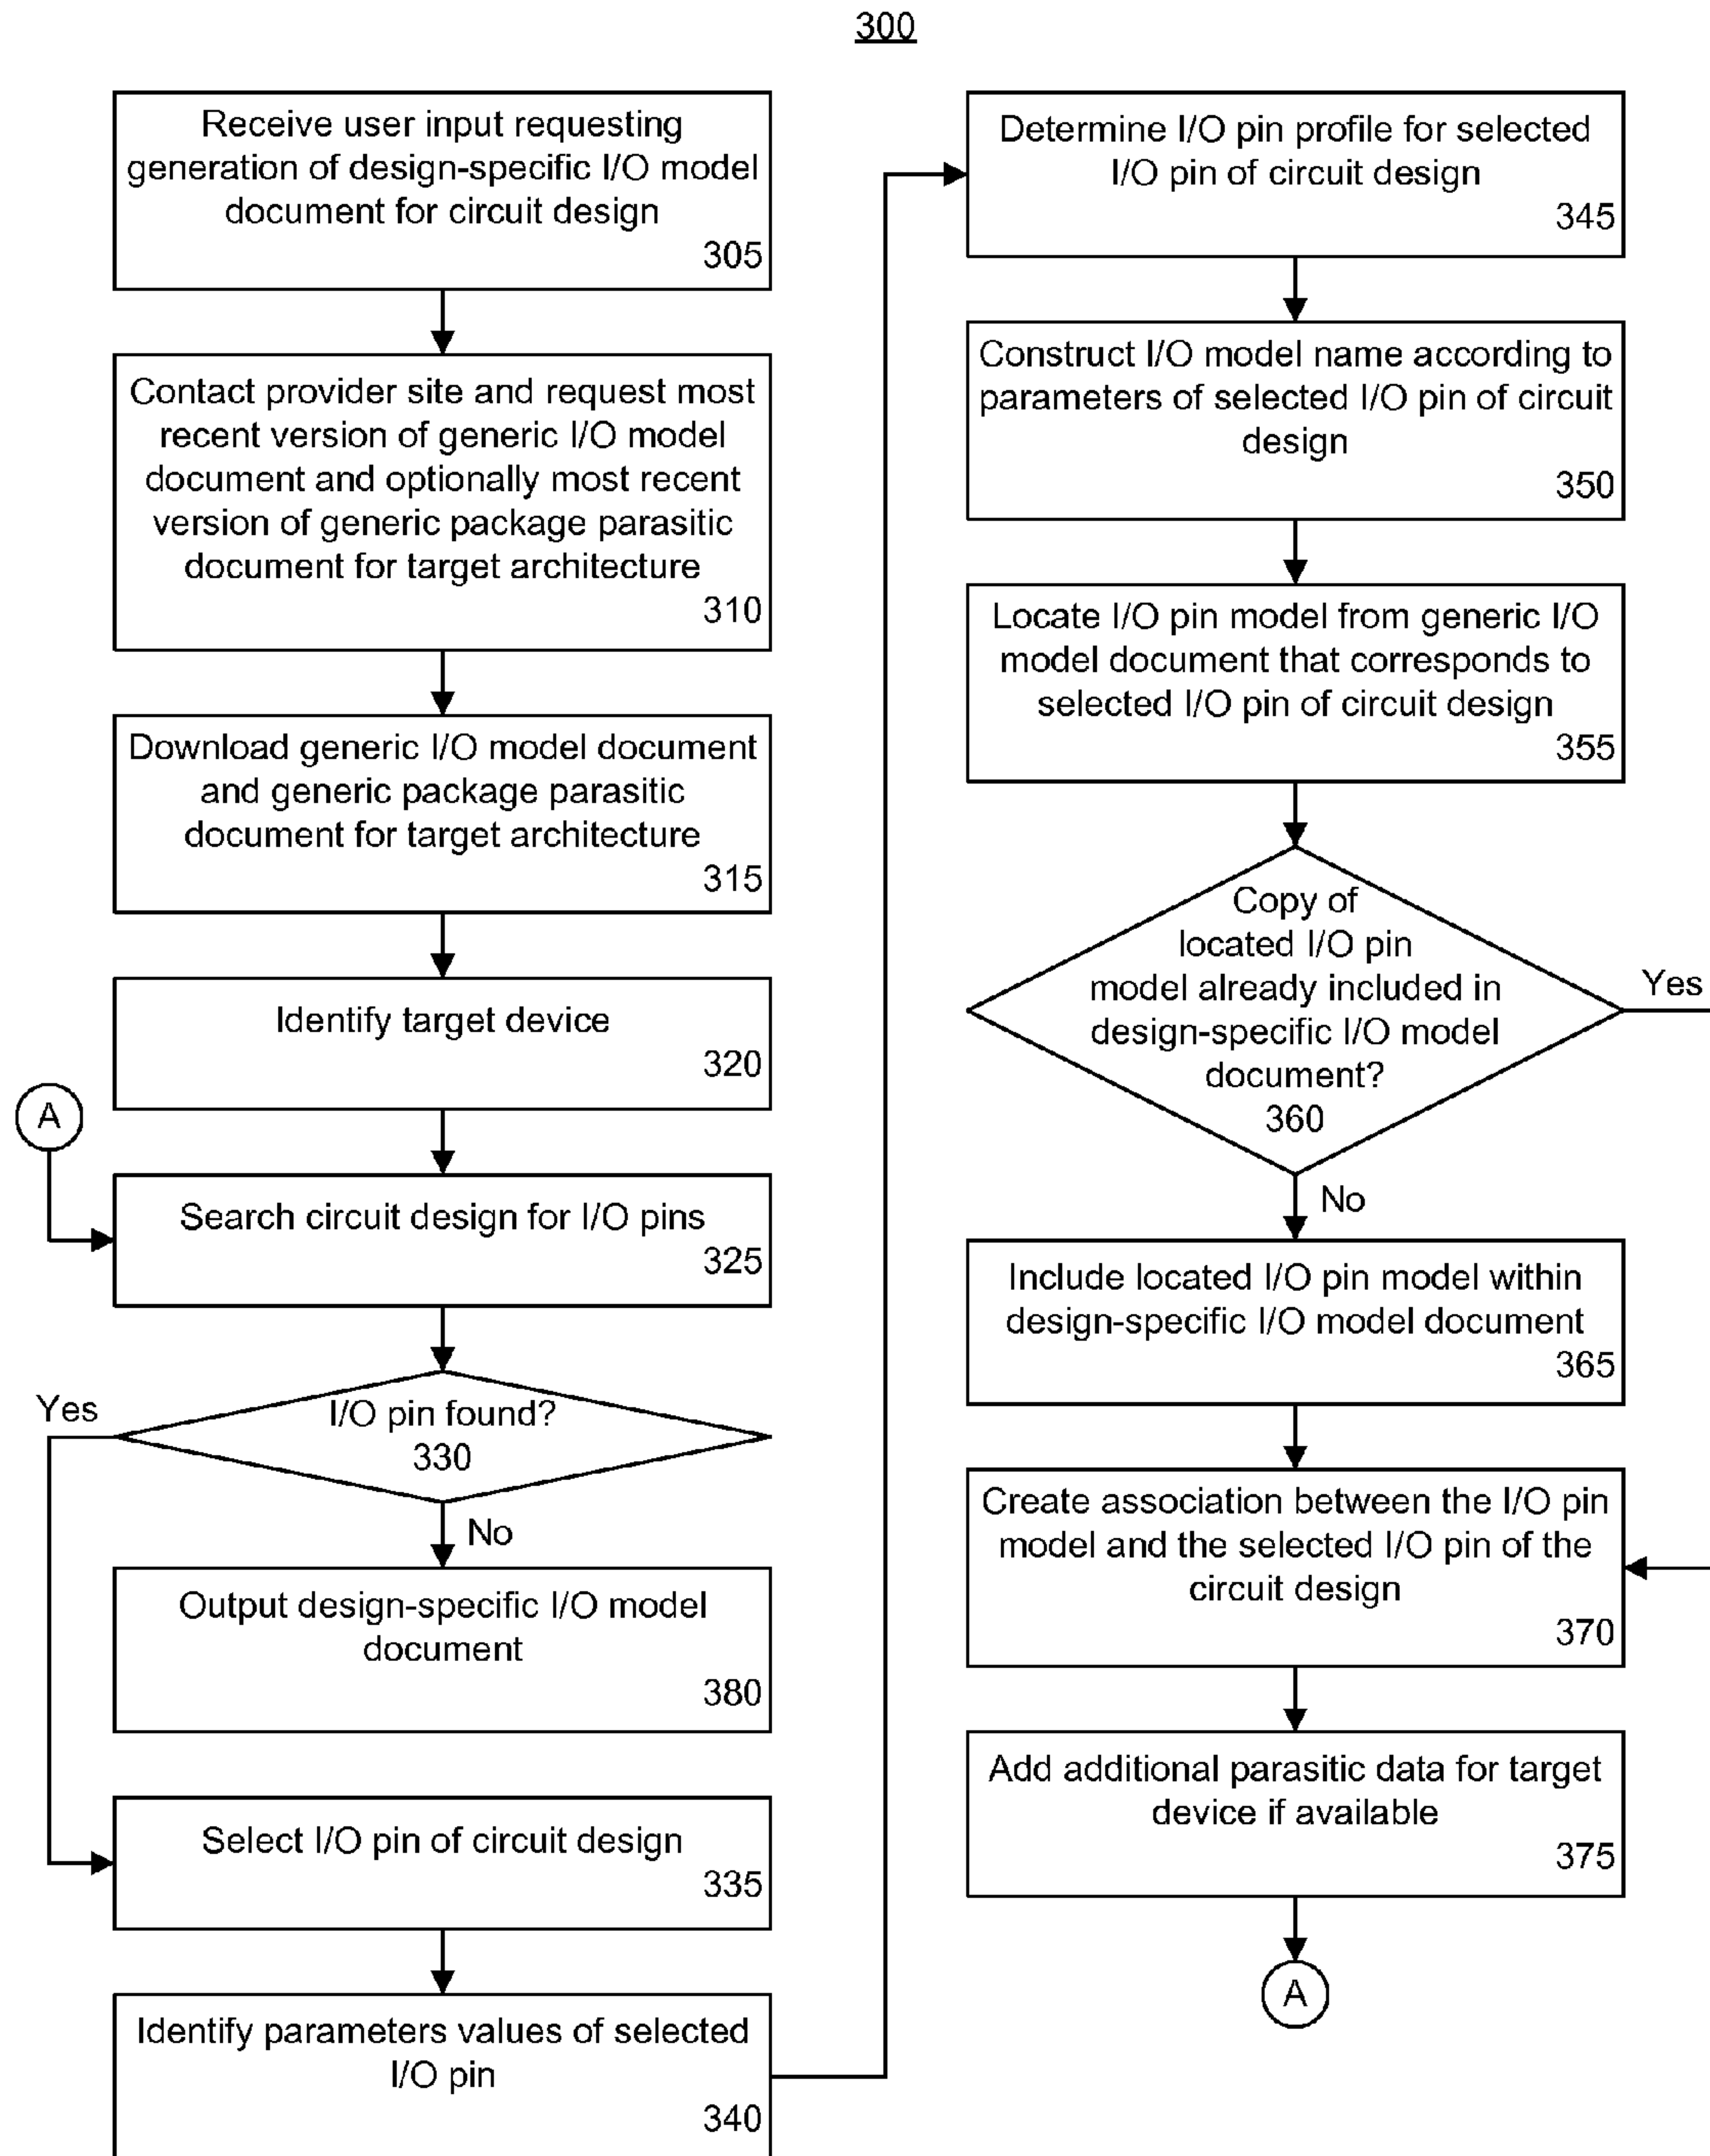 300
Receive user input requesting
generation of design-specific I/O model
document for circuit design
305
Contact provider site and request most
recent version of generic I/O model
document and optionally most recent
version of generic package parasitic
document for target architecture
310
Download generic I/O model document
and generic package parasitic
document for target architecture
315
Identify target device
320
A
Search circuit design for I/O pins
325
I/O pin found?
330
Yes
No
Output design-specific I/O model
document
380
Select I/O pin of circuit design
335
Identify parameters values of selected
I/O pin
340
Determine I/O pin profile for selected
I/O pin of circuit design
345
Construct I/O model name according to
parameters of selected I/O pin of circuit
design
350
Locate I/O pin model from generic I/O
model document that corresponds to
selected I/O pin of circuit design
355
Copy of
located I/O pin
model already included in
design-specific I/O model
document?
360
Yes
No
Include located I/O pin model within
design-specific I/O model document
365
Create association between the I/O pin
model and the selected I/O pin of the
circuit design
370
Add additional parasitic data for target
device if available
375
A